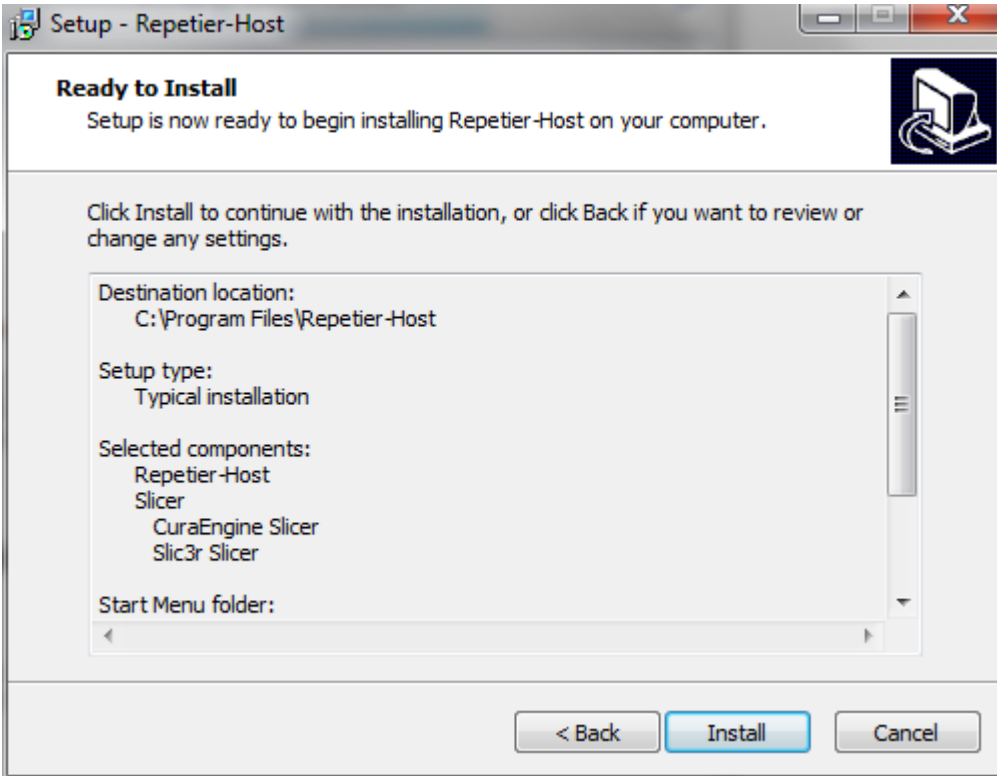 Setup - Repetier-Host
Ready to Install
Setup is now ready to begin installing Repetier-Host on your computer.
Click Install to continue with the installation, or click Back if you want to review or
change any settings.
Destination location:
C:\Program Files\Repetier-Host
Setup type:
Typical installation
Selected components:
Repetier-Host
Slicer
CuraEngine Slicer
Slic3r Slicer
Start Menu folder:
< Back
Install
Cancel